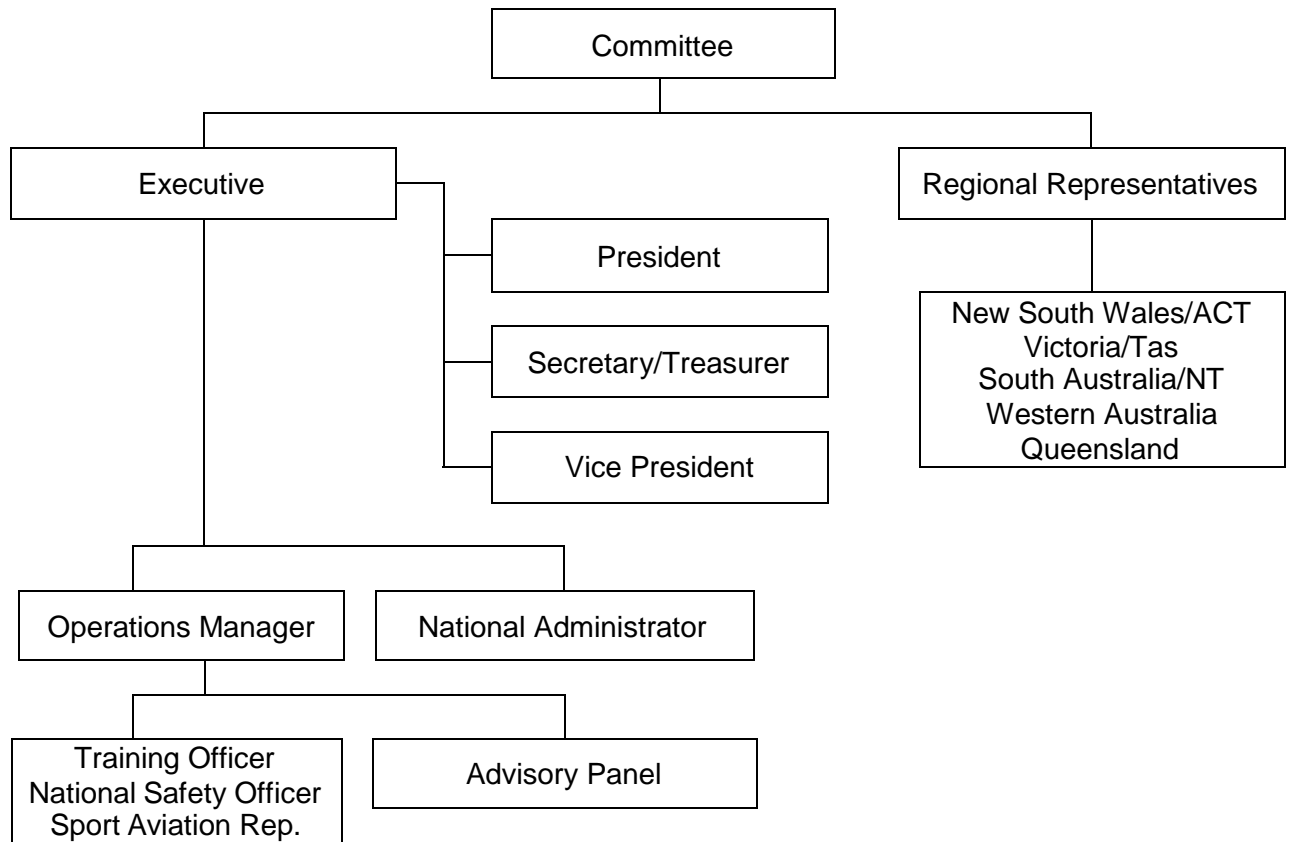 Committee
Executive
Regional Representatives
President
New South Wales/ACT
Victoria/Tas
South Australia/NT
Western Australia
Queensland
Secretary/Treasurer
Vice President
Operations Manager
National Administrator
Training Officer
National Safety Officer
Sport Aviation Rep.
Advisory Panel